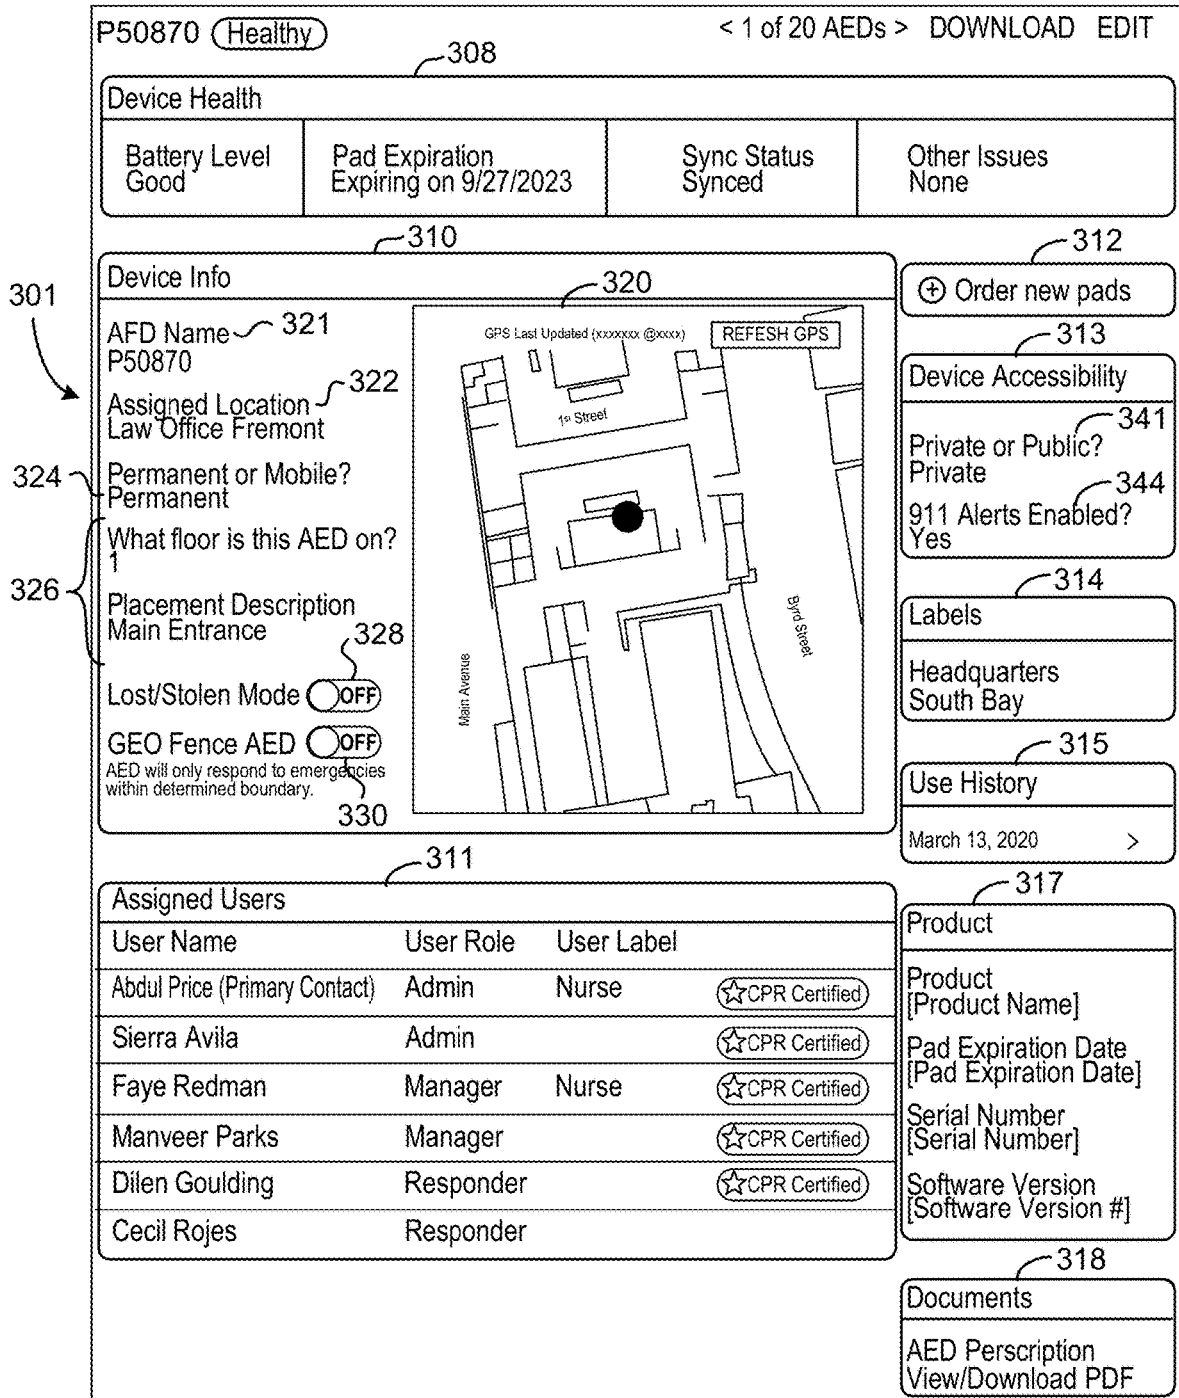 P50870 Healthy < 1 of 20 AEDs > DOWNLOAD EDIT
308
Device Health
Battery Level
Good
Pad Expiration
Expiring on 9/27/2023
Sync Status
Synced
Other Issues
None
310
Device Info
301
AFD Name 321
P50870
Assigned Location 322
Law Office Fremont
324
Permanent or Mobile?
Permanent
326
What floor is this AED on?
1
Placement Description
Main Entrance
328
Lost/Stolen Mode OFF
GEO Fence AED OFF
AED will only respond to emergencies
within determined boundary.
330
320
GPS Last Updated (xxxxxxx @xxxx) REFESH GPS
1st Street
Main Avenue
Byrd Street
312
Order new pads
313
Device Accessibility
341
Private or Public?
Private
344
911 Alerts Enabled?
Yes
314
Labels
Headquarters
South Bay
315
Use History
March 13, 2020 >
311
Assigned Users
User Name User Role User Label
Abdul Price (Primary Contact) Admin Nurse CPR Certified
Sierra Avila Admin CPR Certified
Faye Redman Manager Nurse CPR Certified
Manveer Parks Manager CPR Certified
Dilen Goulding Responder CPR Certified
Cecil Rojes Responder
317
Product
Product
[Product Name]
Pad Expiration Date
[Pad Expiration Date]
Serial Number
[Serial Number]
Software Version
[Software Version #]
318
Documents
AED Perscription
View/Download PDF